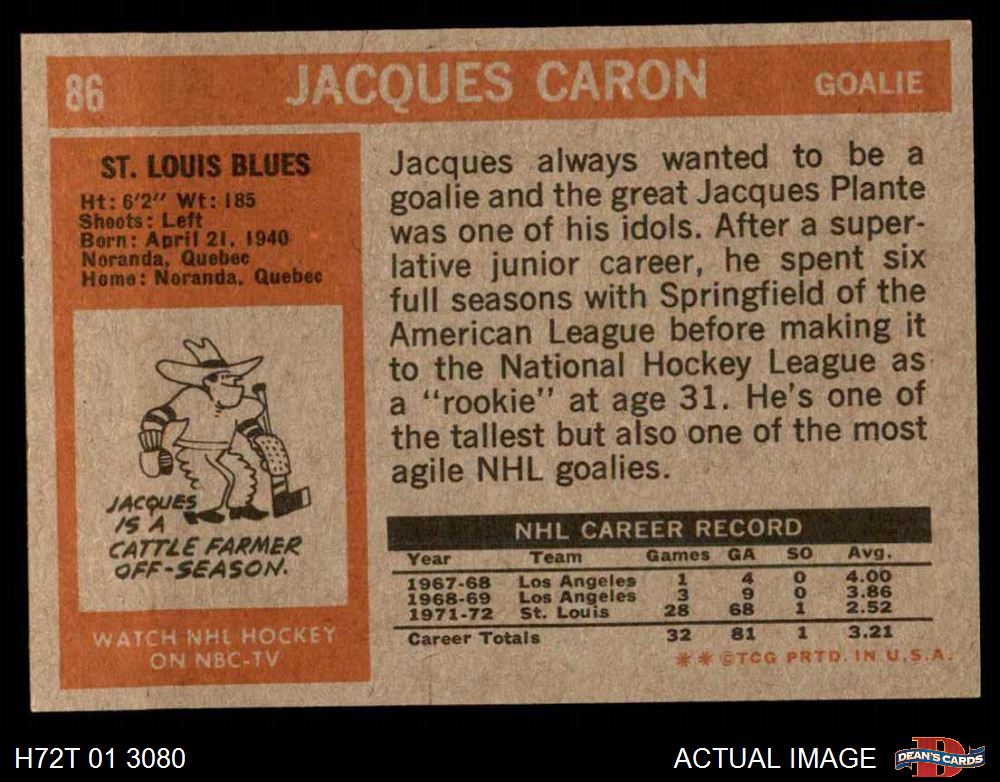 86 JACQUES CARON GOALIE
ST. LOUIS BLUES
Ht: 6'2" Wt: 185
Shoots: Left
Born: April 21, 1940
Noranda, Quebec
Home: Noranda, Quebec
JACQUES
IS A
CATTLE FARMER
OFF-SEASON.
WATCH NHL HOCKEY
ON NBC-TV
Jacques always wanted to be a
goalie and the great Jacques Plante
was one of his idols. After a super-
lative junior career, he spent six
full seasons with Springfield of the
American League before making it
to the National Hockey League as
a "rookie" at age 31. He's one of
the tallest but also one of the most
agile NHL goalies.
NHL CAREER RECORD
Year Team Games GA SO Avg.
1967-68 Los Angeles 1 4 0 4.00
1968-69 Los Angeles 3 9 0 3.86
1971-72 St. Louis 28 68 1 2.52
Career Totals 32 81 1 3.21
* * ©TCG PRTD. IN U.S.A.
H72T 01 3080
ACTUAL IMAGE
D
DEAN'S CARDS